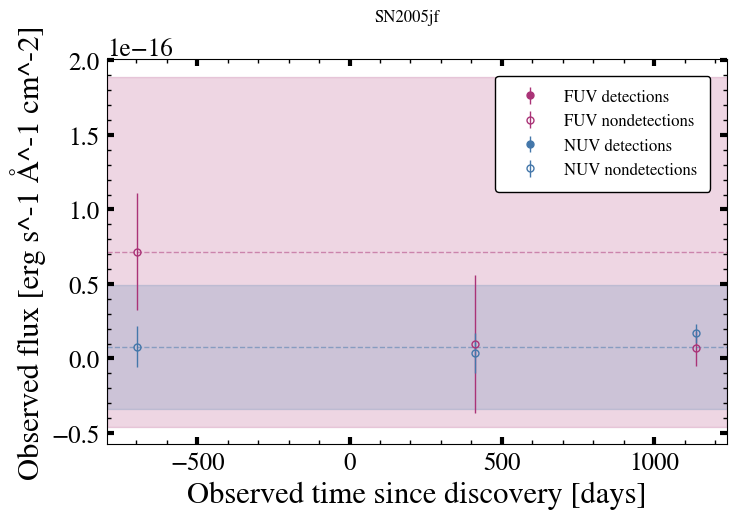 SN2005jf
1e−16
2.0
1.5
1.0
0.5
0.0
−0.5
Observed flux [erg s^-1 Å^-1 cm^-2]
FUV detections
FUV nondetections
NUV detections
NUV nondetections
−500
0
500
1000
Observed time since discovery [days]